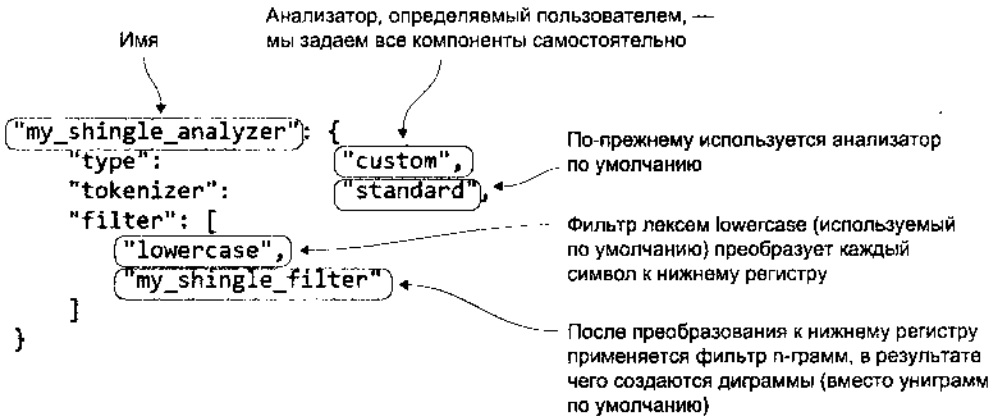 Анализатор, определяемый пользователем, —
мы задаем все компоненты самостоятельно
Имя
"my_shingle_analyzer": {
"type": "custom",
"tokenizer": "standard",
"filter": [
"lowercase",
"my_shingle_filter"
]
}
По-прежнему используется анализатор
по умолчанию
Фильтр лексем lowercase (используемый
по умолчанию) преобразует каждый
символ к нижнему регистру
После преобразования к нижнему регистру
применяется фильтр n-грамм, в результате
чего создаются диграммы (вместо униграмм
по умолчанию)